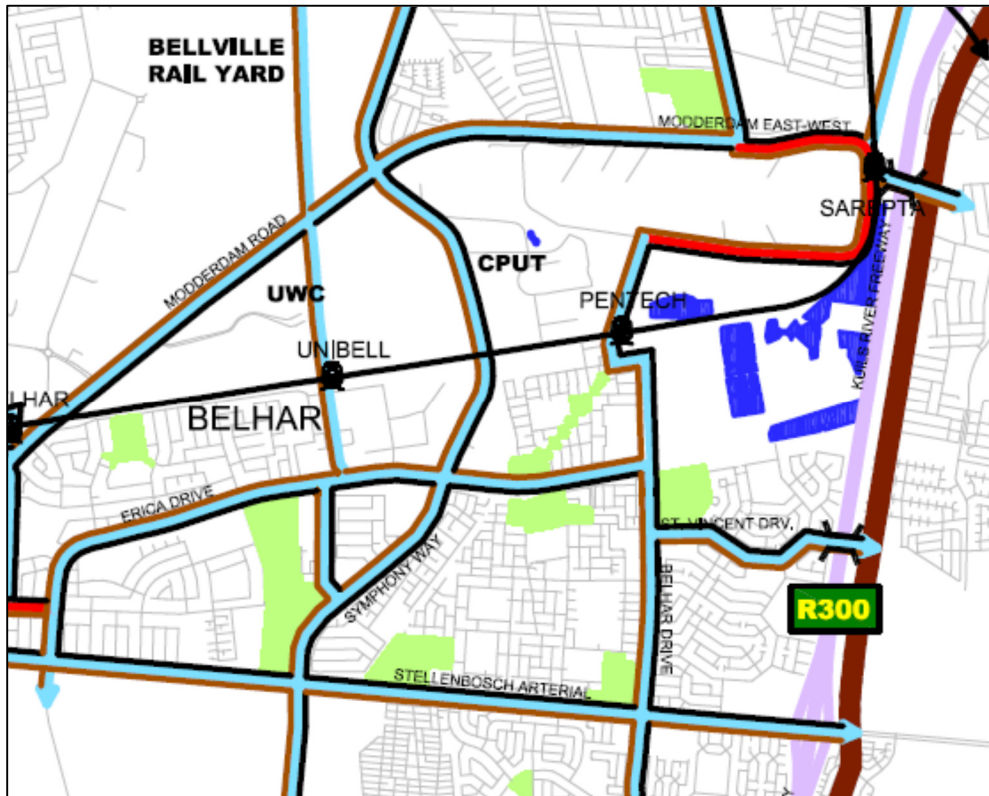 BELLVILLE
RAIL YARD
MODDERDAM EAST-WEST
SAREPTA
MODDERDAM ROAD
CPUT
UWC
PENTECH
KUILS RIVER FREEWAY
UNIBELL
LHAR
BELHAR
ERICA DRIVE
ST. VINCENT DRV.
SYMPHONY WAY
BELHAR DRIVE
R300
STELLENBOSCH ARTERIAL